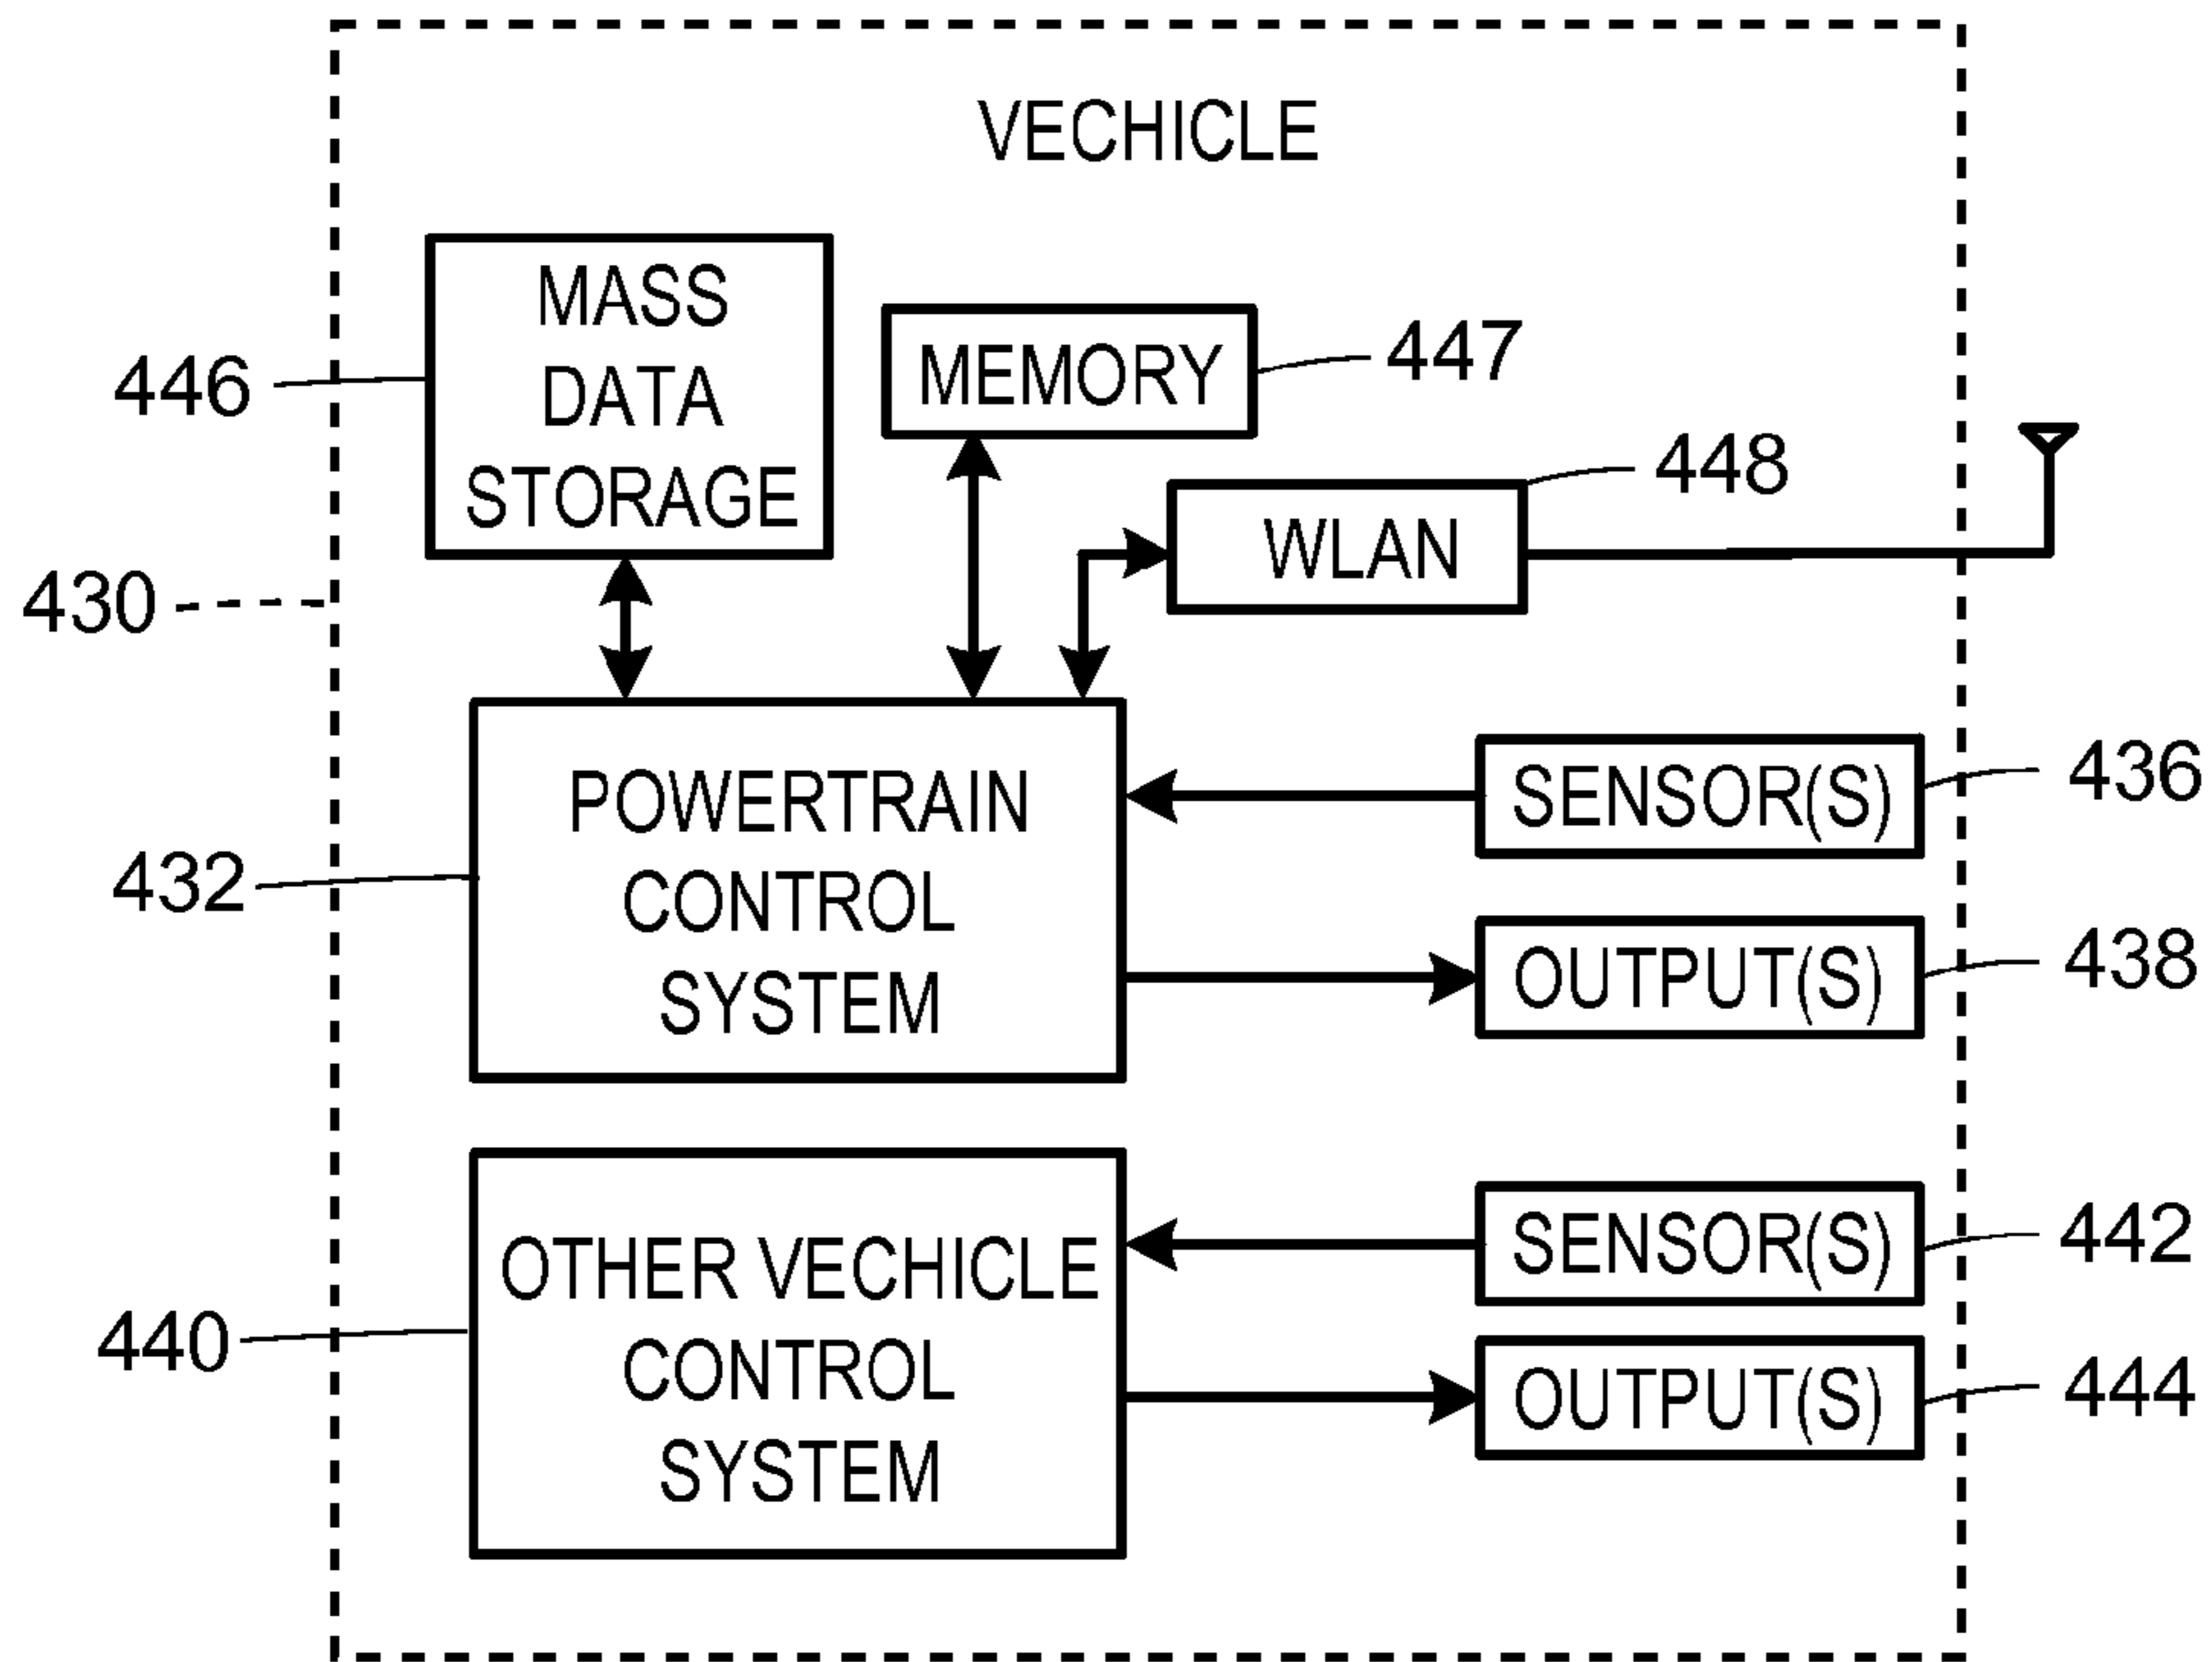 VECHICLE
MASS
DATA
STORAGE
446
MEMORY
447
448
WLAN
430
POWERTRAIN
CONTROL
SYSTEM
432
SENSOR(S)
436
OUTPUT(S)
438
OTHER VECHICLE
CONTROL
SYSTEM
440
SENSOR(S)
442
OUTPUT(S)
444